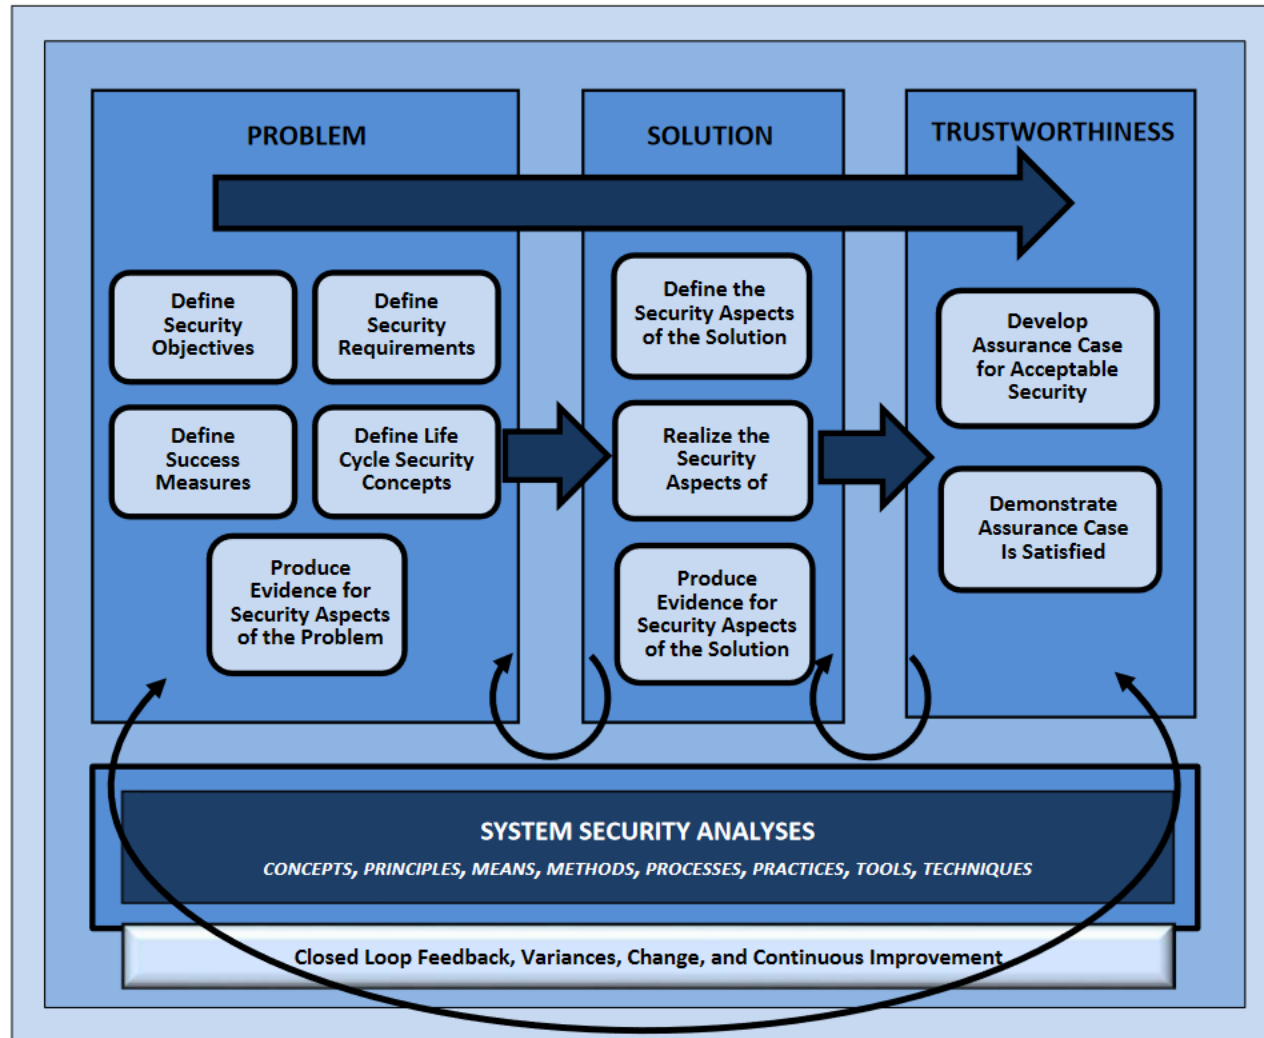 PROBLEM
Define
Security
Objectives
Define
Security
Requirements
Define
Success
Measures
Define Life
Cycle Security
Concepts
Produce
Evidence for
Security Aspects
of the Problem
SOLUTION
Define the
Security Aspects
of the Solution
Realize the
Security
Aspects of
Produce
Evidence for
Security Aspects
of the Solution
TRUSTWORTHINESS
Develop
Assurance Case
for Acceptable
Security
Demonstrate
Assurance Case
Is Satisfied
SYSTEM SECURITY ANALYSES
CONCEPTS, PRINCIPLES, MEANS, METHODS, PROCESSES, PRACTICES, TOOLS, TECHNIQUES
Closed Loop Feedback, Variances, Change, and Continuous Improvement